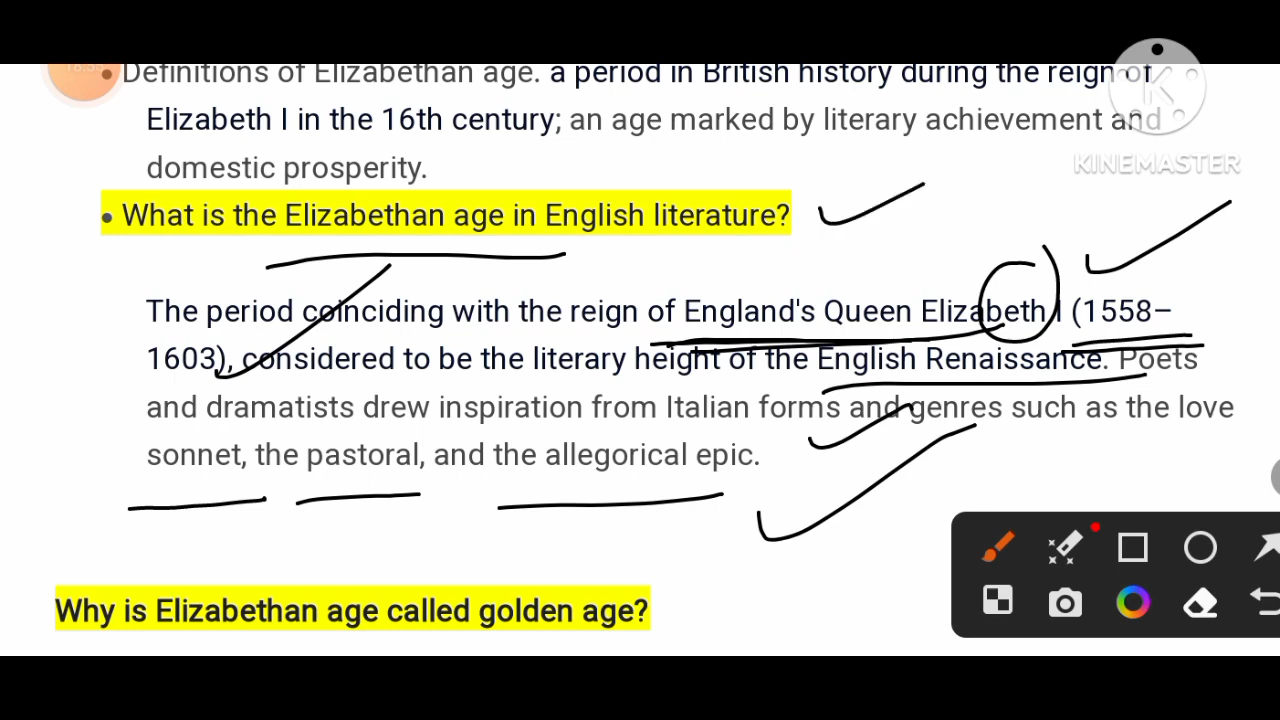 18:55
• Definitions of Elizabethan age. a period in British history during the reign of
Elizabeth I in the 16th century; an age marked by literary achievement and
domestic prosperity.
• What is the Elizabethan age in English literature?
The period coinciding with the reign of England's Queen Elizabeth I (1558–
1603), considered to be the literary height of the English Renaissance. Poets
and dramatists drew inspiration from Italian forms and genres such as the love
sonnet, the pastoral, and the allegorical epic.
Why is Elizabethan age called golden age?
K
KINEMASTER